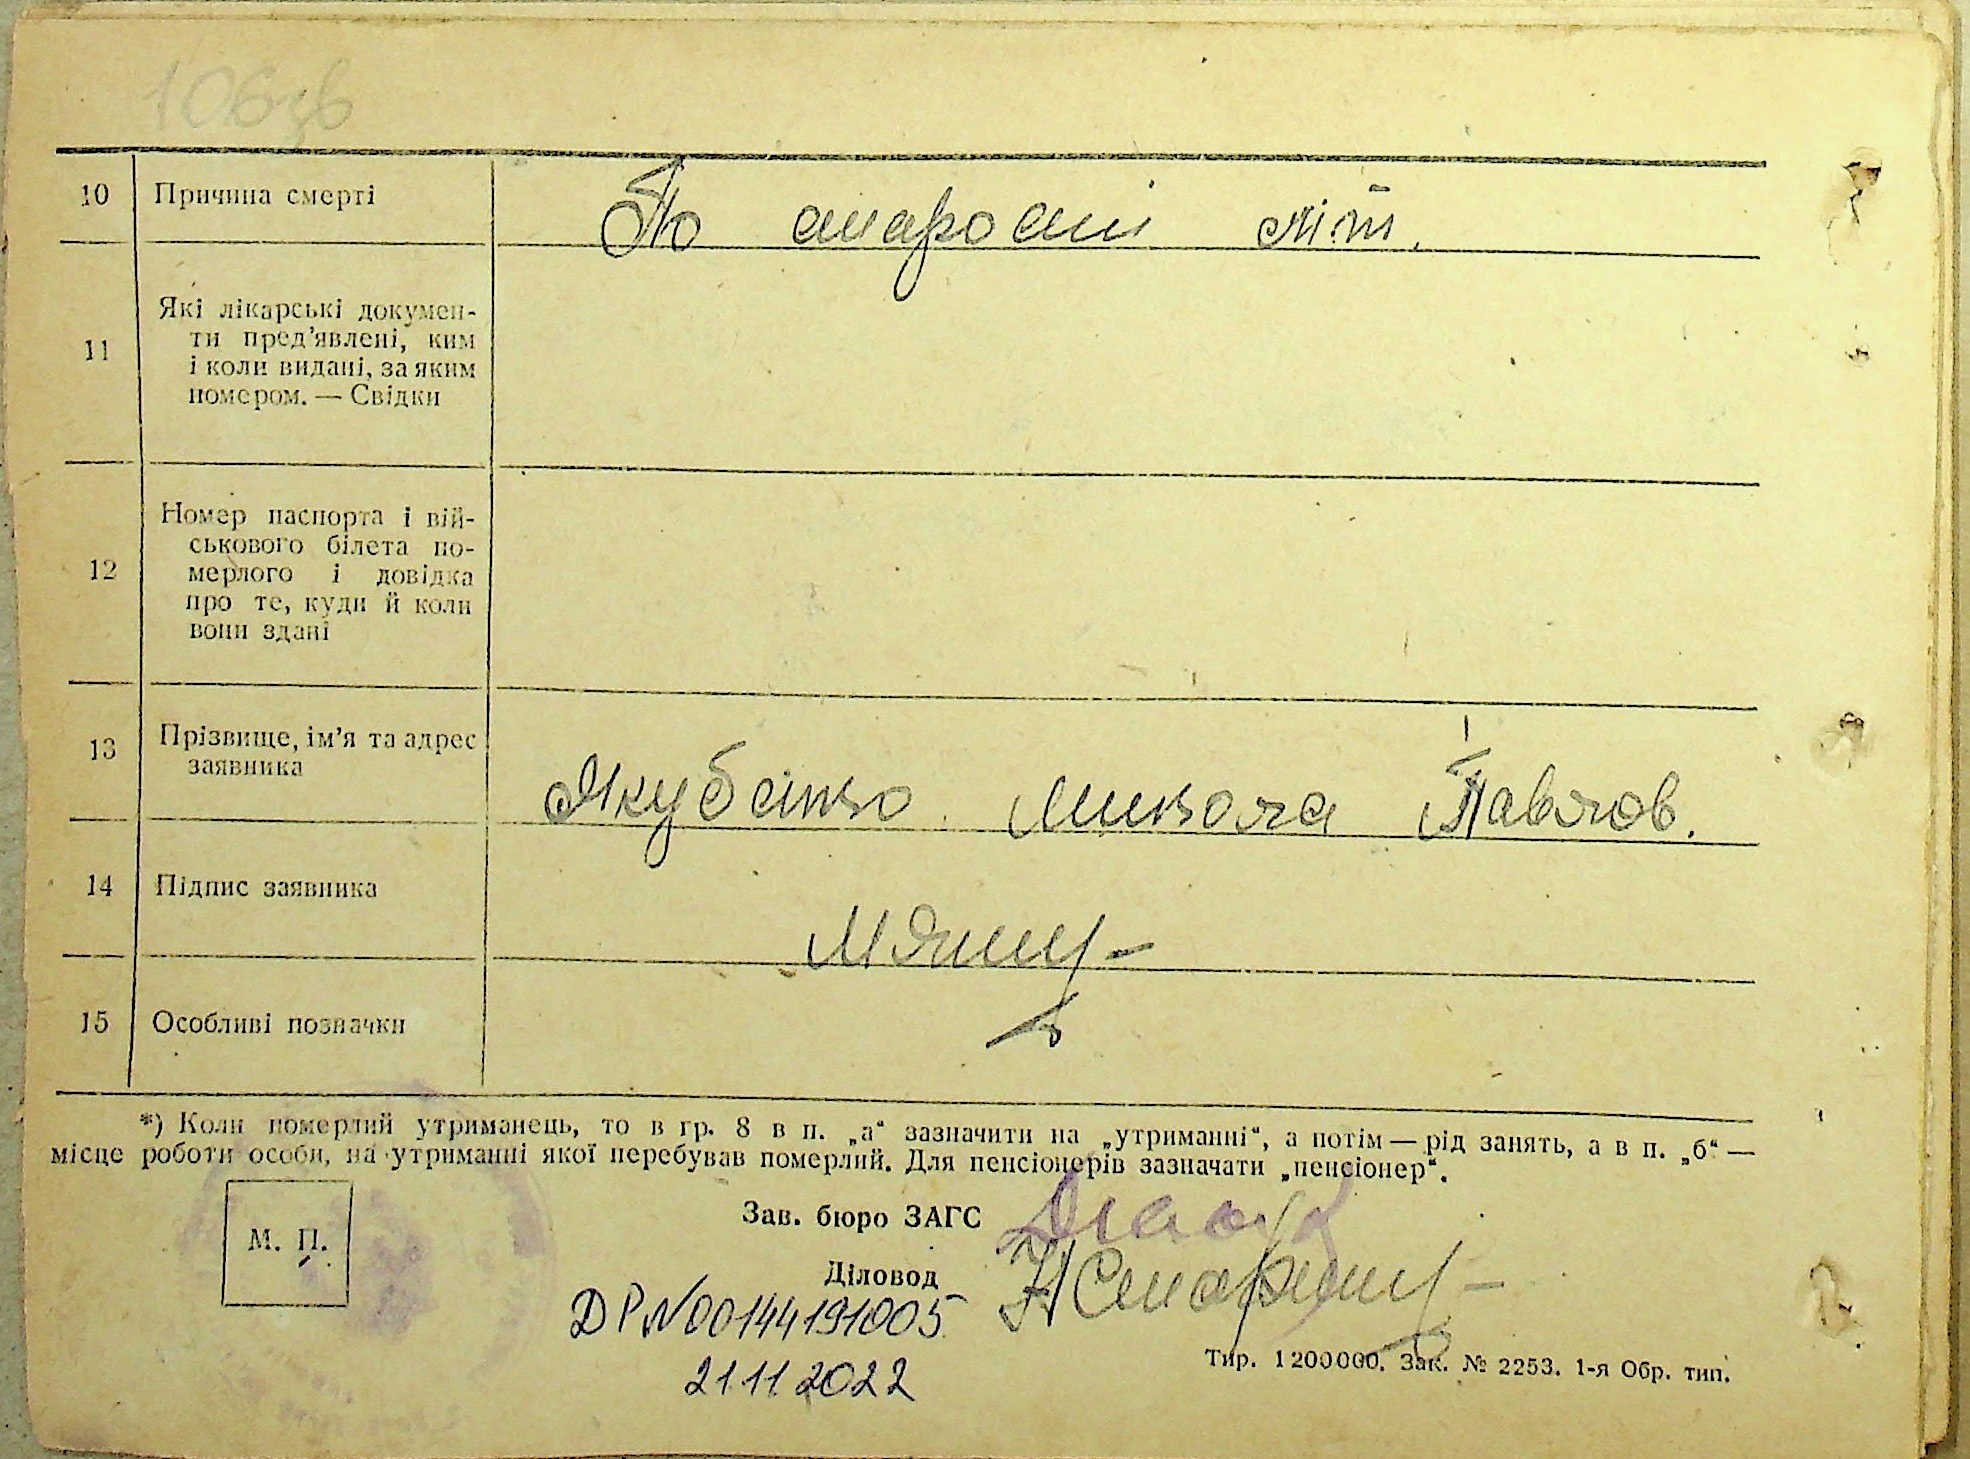 106зв
10 Причина смерті По старості літ.
11 Які лікарські докумен-
ти пред'явлені, ким
і коли видані, за яким
номером. — Свідки
12 Номер паспорта і вій-
ськового білета по-
мерлого і довідка
про те, куди й коли
вони здані
13 Прізвище, ім'я та адрес
заявника
Микола Павлов.
14 Підпис заявника
15 Особливі позначки
*) Коли померлий утриманець, то в гр. 8 в п. „а“ зазначити на „утриманні“, а потім — рід занять, а в п. „б“ —
місце роботи особи, на утриманні якої перебував померлий. Для пенсіонерів зазначати „пенсіонер“.
М. П.
Зав. бюро ЗАГС
Діловод
ДР №00144191005
21 11 2022
Тир. 1200000. Зак. № 2253. 1-я Обр. тип.